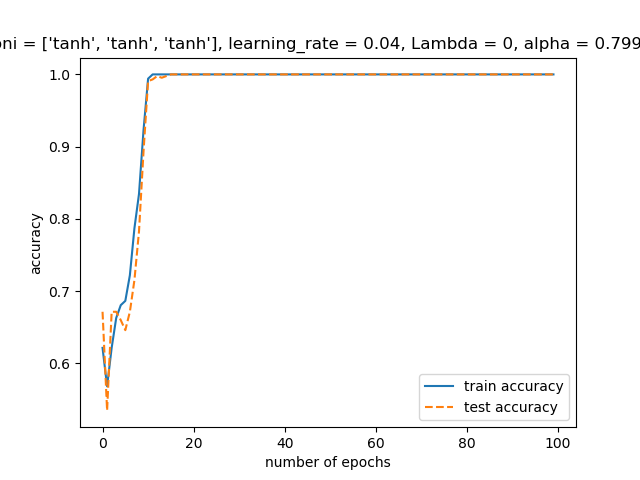 = ['tanh', 'tanh', 'tanh'], learning_rate = 0.04, Lambda = 0, alpha = 0.799
1.0
0.9
0.8
0.7
0.6
accuracy
train accuracy
test accuracy
0 20 40 60 80 100
number of epochs